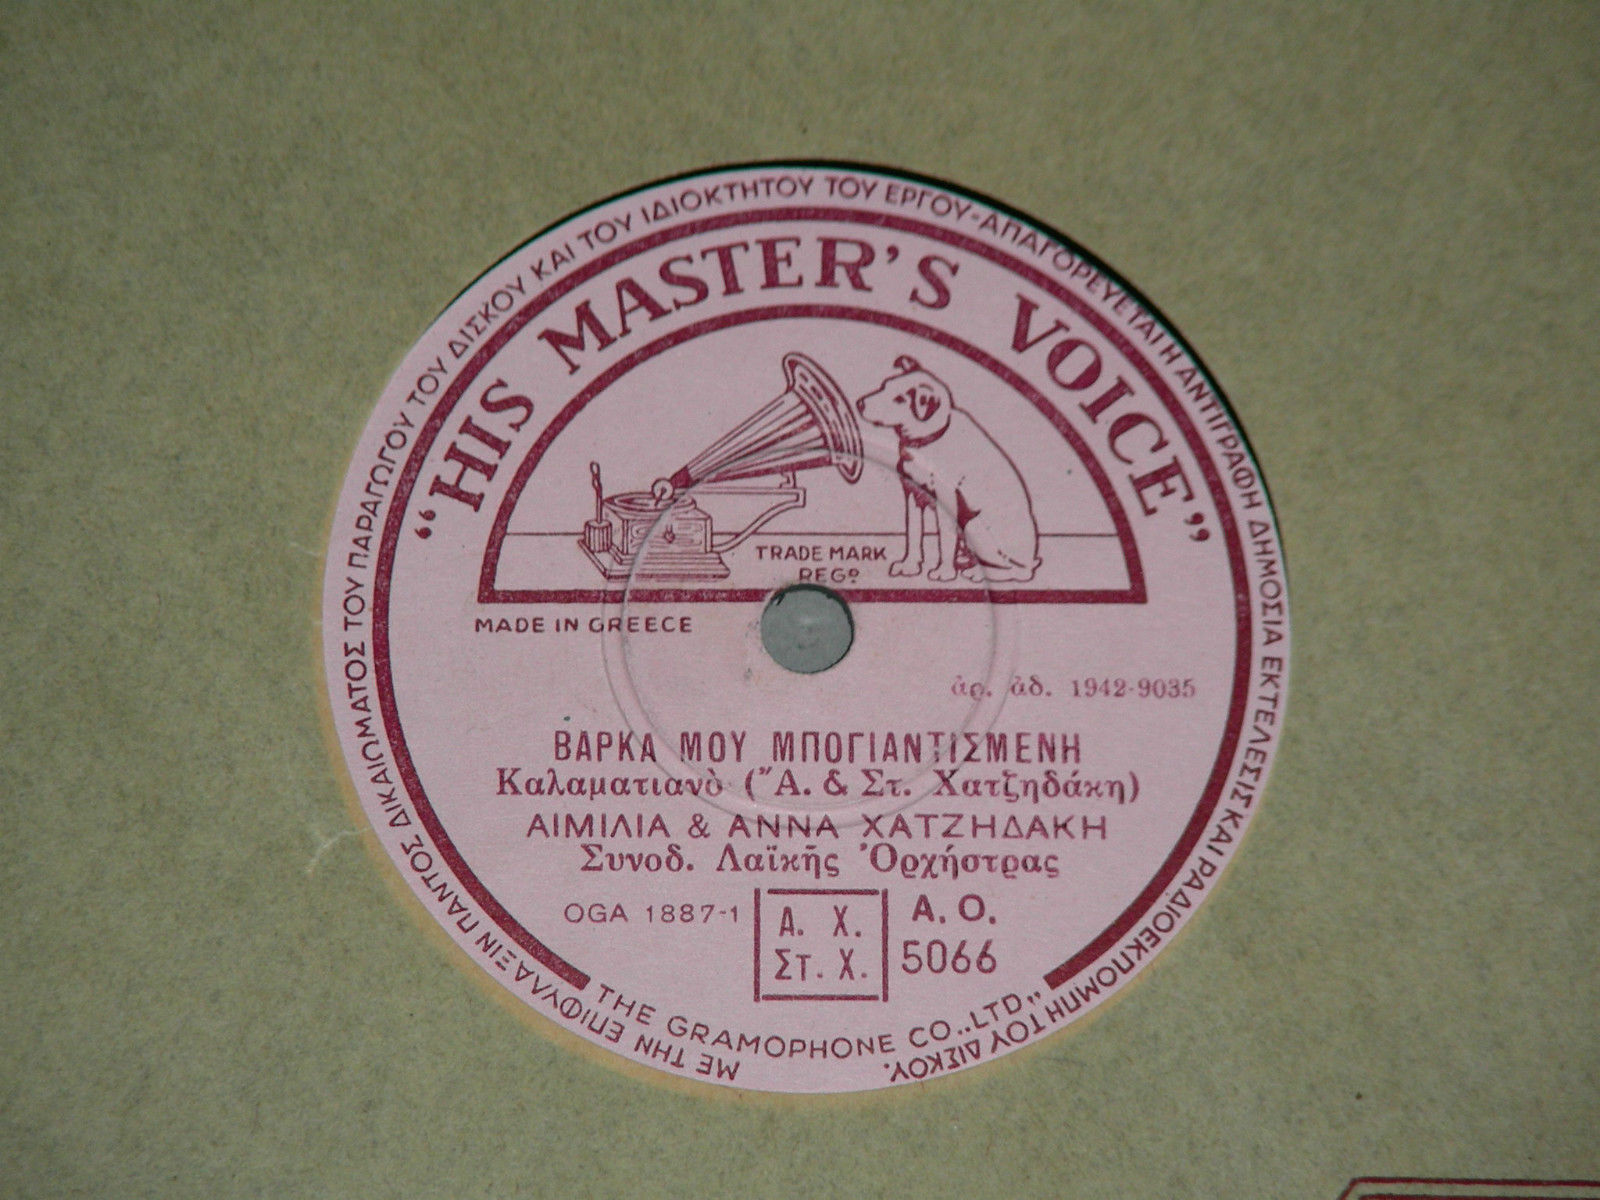 ΜΕ ΤΗΝ ΕΠΙΦΥΛΑΞΙΝ ΠΑΝΤΟΣ ΔΙΚΑΙΩΜΑΤΟΣ ΤΟΥ ΠΑΡΑΓΩΓΟΥ ΤΟΥ ΔΙΣΚΟΥ ΚΑΙ ΤΟΥ ΙΔΙΟΚΤΗΤΟΥ ΤΟΥ ΕΡΓΟΥ-ΑΠΑΓΟΡΕΥΕΤΑΙ Η ΑΝΤΙΓΡΑΦΗ ΔΗΜΟΣΙΑ ΕΚΤΕΛΕΣΙΣ ΚΑΙ ΡΑΔΙΟΕΚΠΟΜΠΗ ΤΟΥ ΔΙΣΚΟΥ.
“HIS MASTER’S VOICE”
TRADE MARK
REGD
MADE IN GREECE
ἀρ. ἀδ. 1942-9035
ΒΑΡΚΑ ΜΟΥ ΜΠΟΓΙΑΝΤΙΣΜΕΝΗ
Καλαματιανὸ (Ἄ. & Στ. Χατζηδάκη)
ΑΙΜΙΛΙΑ & ΑΝΝΑ ΧΑΤΖΗΔΑΚΗ
Συνοδ. Λαϊκῆς Ὀρχήστρας
OGA 1887-1
Α. Χ.
ΣΤ. Χ.
A. O.
5066
THE GRAMOPHONE CO., LTD.,